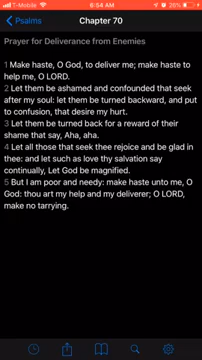 T-Mobile
6:54 AM
89%
Psalms
Chapter 70
Prayer for Deliverance from Enemies
1 Make haste, O God, to deliver me; make haste to
help me, O LORD.
2 Let them be ashamed and confounded that seek
after my soul: let them be turned backward, and put
to confusion, that desire my hurt.
3 Let them be turned back for a reward of their
shame that say, Aha, aha.
4 Let all those that seek thee rejoice and be glad in
thee: and let such as love thy salvation say
continually, Let God be magnified.
5 But I am poor and needy: make haste unto me, O
God: thou art my help and my deliverer; O LORD,
make no tarrying.